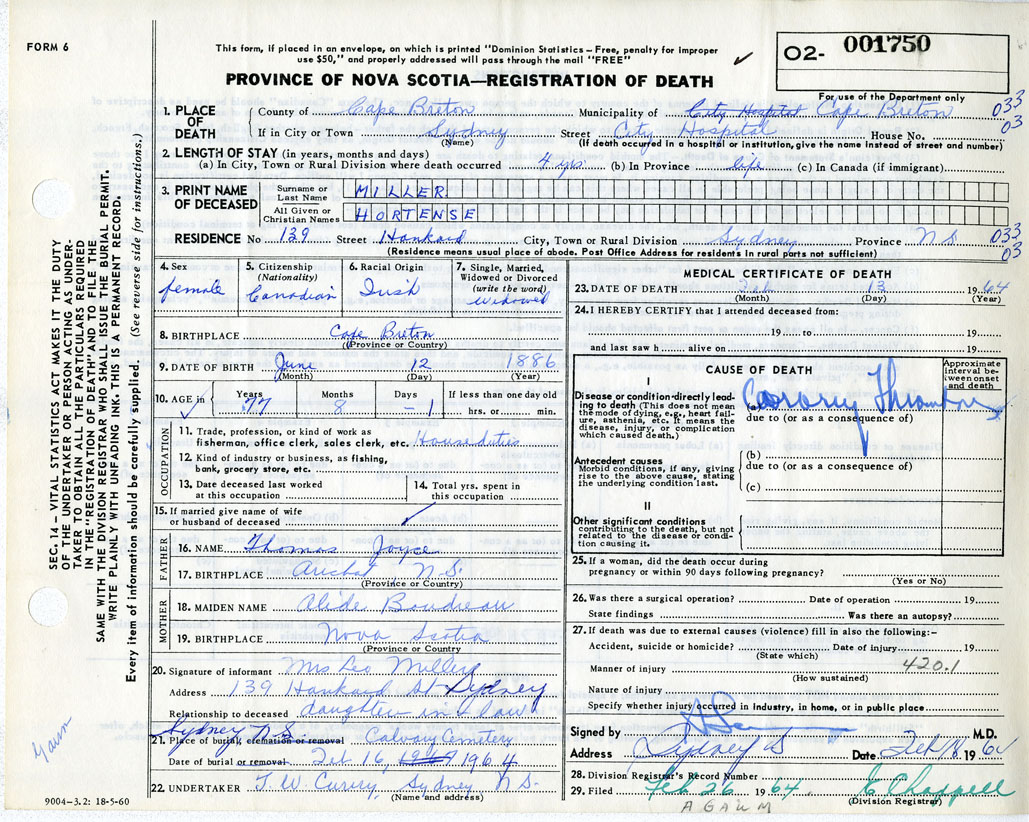 FORM 6
This form, if placed in an envelope, on which is printed "Dominion Statistics – Free, penalty for improper
use $50," and properly addressed will pass through the mail "FREE"
PROVINCE OF NOVA SCOTIA—REGISTRATION OF DEATH
O2- 001750
For use of the Department only
1. PLACE OF DEATH County of Cape Breton Municipality of City Hospital Cape Breton 033
If in City or Town Sydney Street City Hospital House No. 03
(Name) (If death occurred in a hospital or institution, give the name instead of street and number)
2. LENGTH OF STAY (in years, months and days)
(a) In City, Town or Rural Division where death occurred 4 yrs. (b) In Province life (c) In Canada (if immigrant)
3. PRINT NAME OF DECEASED Surname or Last Name MILLER
All Given or Christian Names HORTENSE
RESIDENCE No 139 Street Hankard City, Town or Rural Division Sydney Province N S 033
(Residence means usual place of abode. Post Office Address for residents in rural parts not sufficient) 03
4. Sex female
5. Citizenship (Nationality) Canadian
6. Racial Origin Irish
7. Single, Married, Widowed or Divorced (write the word) widowed
8. BIRTHPLACE Cape Breton
(Province or Country)
9. DATE OF BIRTH June 12 1886
(Month) (Day) (Year)
10. AGE in Years 77 Months 8 Days 1 If less than one day old hrs. or min.
OCCUPATION
11. Trade, profession, or kind of work as
fisherman, office clerk, sales clerk, etc. House duties
12. Kind of industry or business, as fishing,
bank, grocery store, etc.
13. Date deceased last worked
at this occupation
14. Total yrs. spent in
this occupation
15. If married give name of wife
or husband of deceased
FATHER
16. NAME Thomas Joyce
17. BIRTHPLACE Arichat, N.S.
(Province or Country)
MOTHER
18. MAIDEN NAME Alide Boudreau
19. BIRTHPLACE Nova Scotia
(Province or Country)
20. Signature of informant Mrs Leo Miller
Address 139 Hankard St Sydney
Relationship to deceased daughter in law
Sydney N.S.
21. Place of burial, cremation or removal Calvary Cemetery
Date of burial or removal Feb 16, 1964
22. UNDERTAKER T. W. Curry, Sydney, N.S.
(Name and address)
9004–3.2: 18-5-60
MEDICAL CERTIFICATE OF DEATH
23. DATE OF DEATH Feb 13 1964
(Month) (Day) (Year)
24. I HEREBY CERTIFY that I attended deceased from:
19 to 19
and last saw h alive on 19
CAUSE OF DEATH
Approximate interval between onset and death
I
Disease or condition directly leading to death (This does not mean the mode of dying, e.g., heart failure, asthenia, etc. It means the disease, injury, or complication which caused death.)
(a) Coronary Thrombosis
due to (or as a consequence of)
Antecedent causes
Morbid conditions, if any, giving rise to the above cause, stating the underlying condition last.
(b)
due to (or as a consequence of)
(c)
II
Other significant conditions
contributing to the death, but not related to the disease or condition causing it.
25. If a woman, did the death occur during
pregnancy or within 90 days following pregnancy?
(Yes or No)
26. Was there a surgical operation? Date of operation 19
State findings Was there an autopsy?
27. If death was due to external causes (violence) fill in also the following:–
Accident, suicide or homicide? Date of injury 19
(State which)
Manner of injury 420.1
(How sustained)
Nature of injury
Specify whether injury occurred in industry, in home, or in public place
Signed by M.D.
Address Sydney Date Feb 18 1964
28. Division Registrar's Record Number
29. Filed Feb 26 1964 E Chappell
(Division Registrar)
SEC. 14 – VITAL STATISTICS ACT MAKES IT THE DUTY
OF THE UNDERTAKER OR PERSON ACTING AS UNDER-
TAKER TO OBTAIN ALL THE PARTICULARS REQUIRED
IN THE "REGISTRATION OF DEATH" AND TO FILE THE
SAME WITH THE DIVISION REGISTRAR WHO SHALL ISSUE THE BURIAL PERMIT.
WRITE PLAINLY WITH UNFADING INK. THIS IS A PERMANENT RECORD.
Every item of information should be carefully supplied. (See reverse side for instructions.)